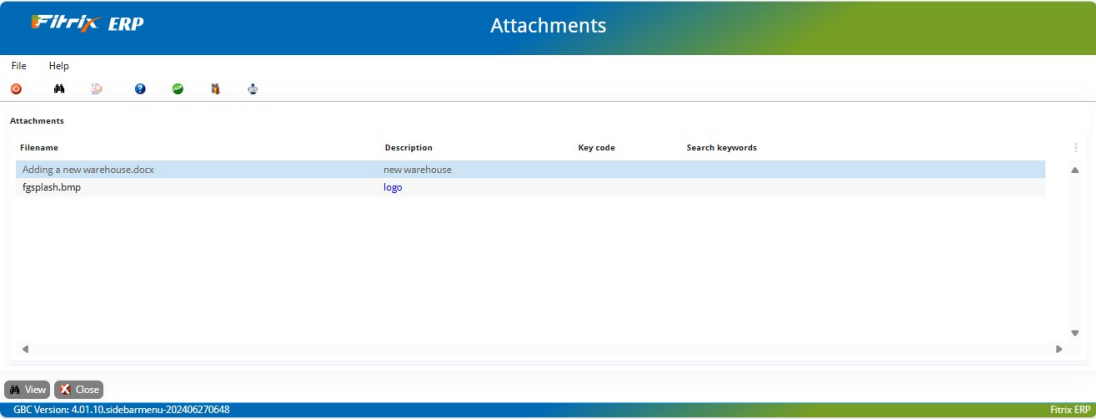 Fitrix ERP
Attachments
File Help
Attachments
Filename Description Key code Search keywords
Adding a new warehouse.docx new warehouse
fgsplash.bmp logo
View Close
GBC Version: 4.01.10.sidebarmenu-202406270648 Fitrix ERP